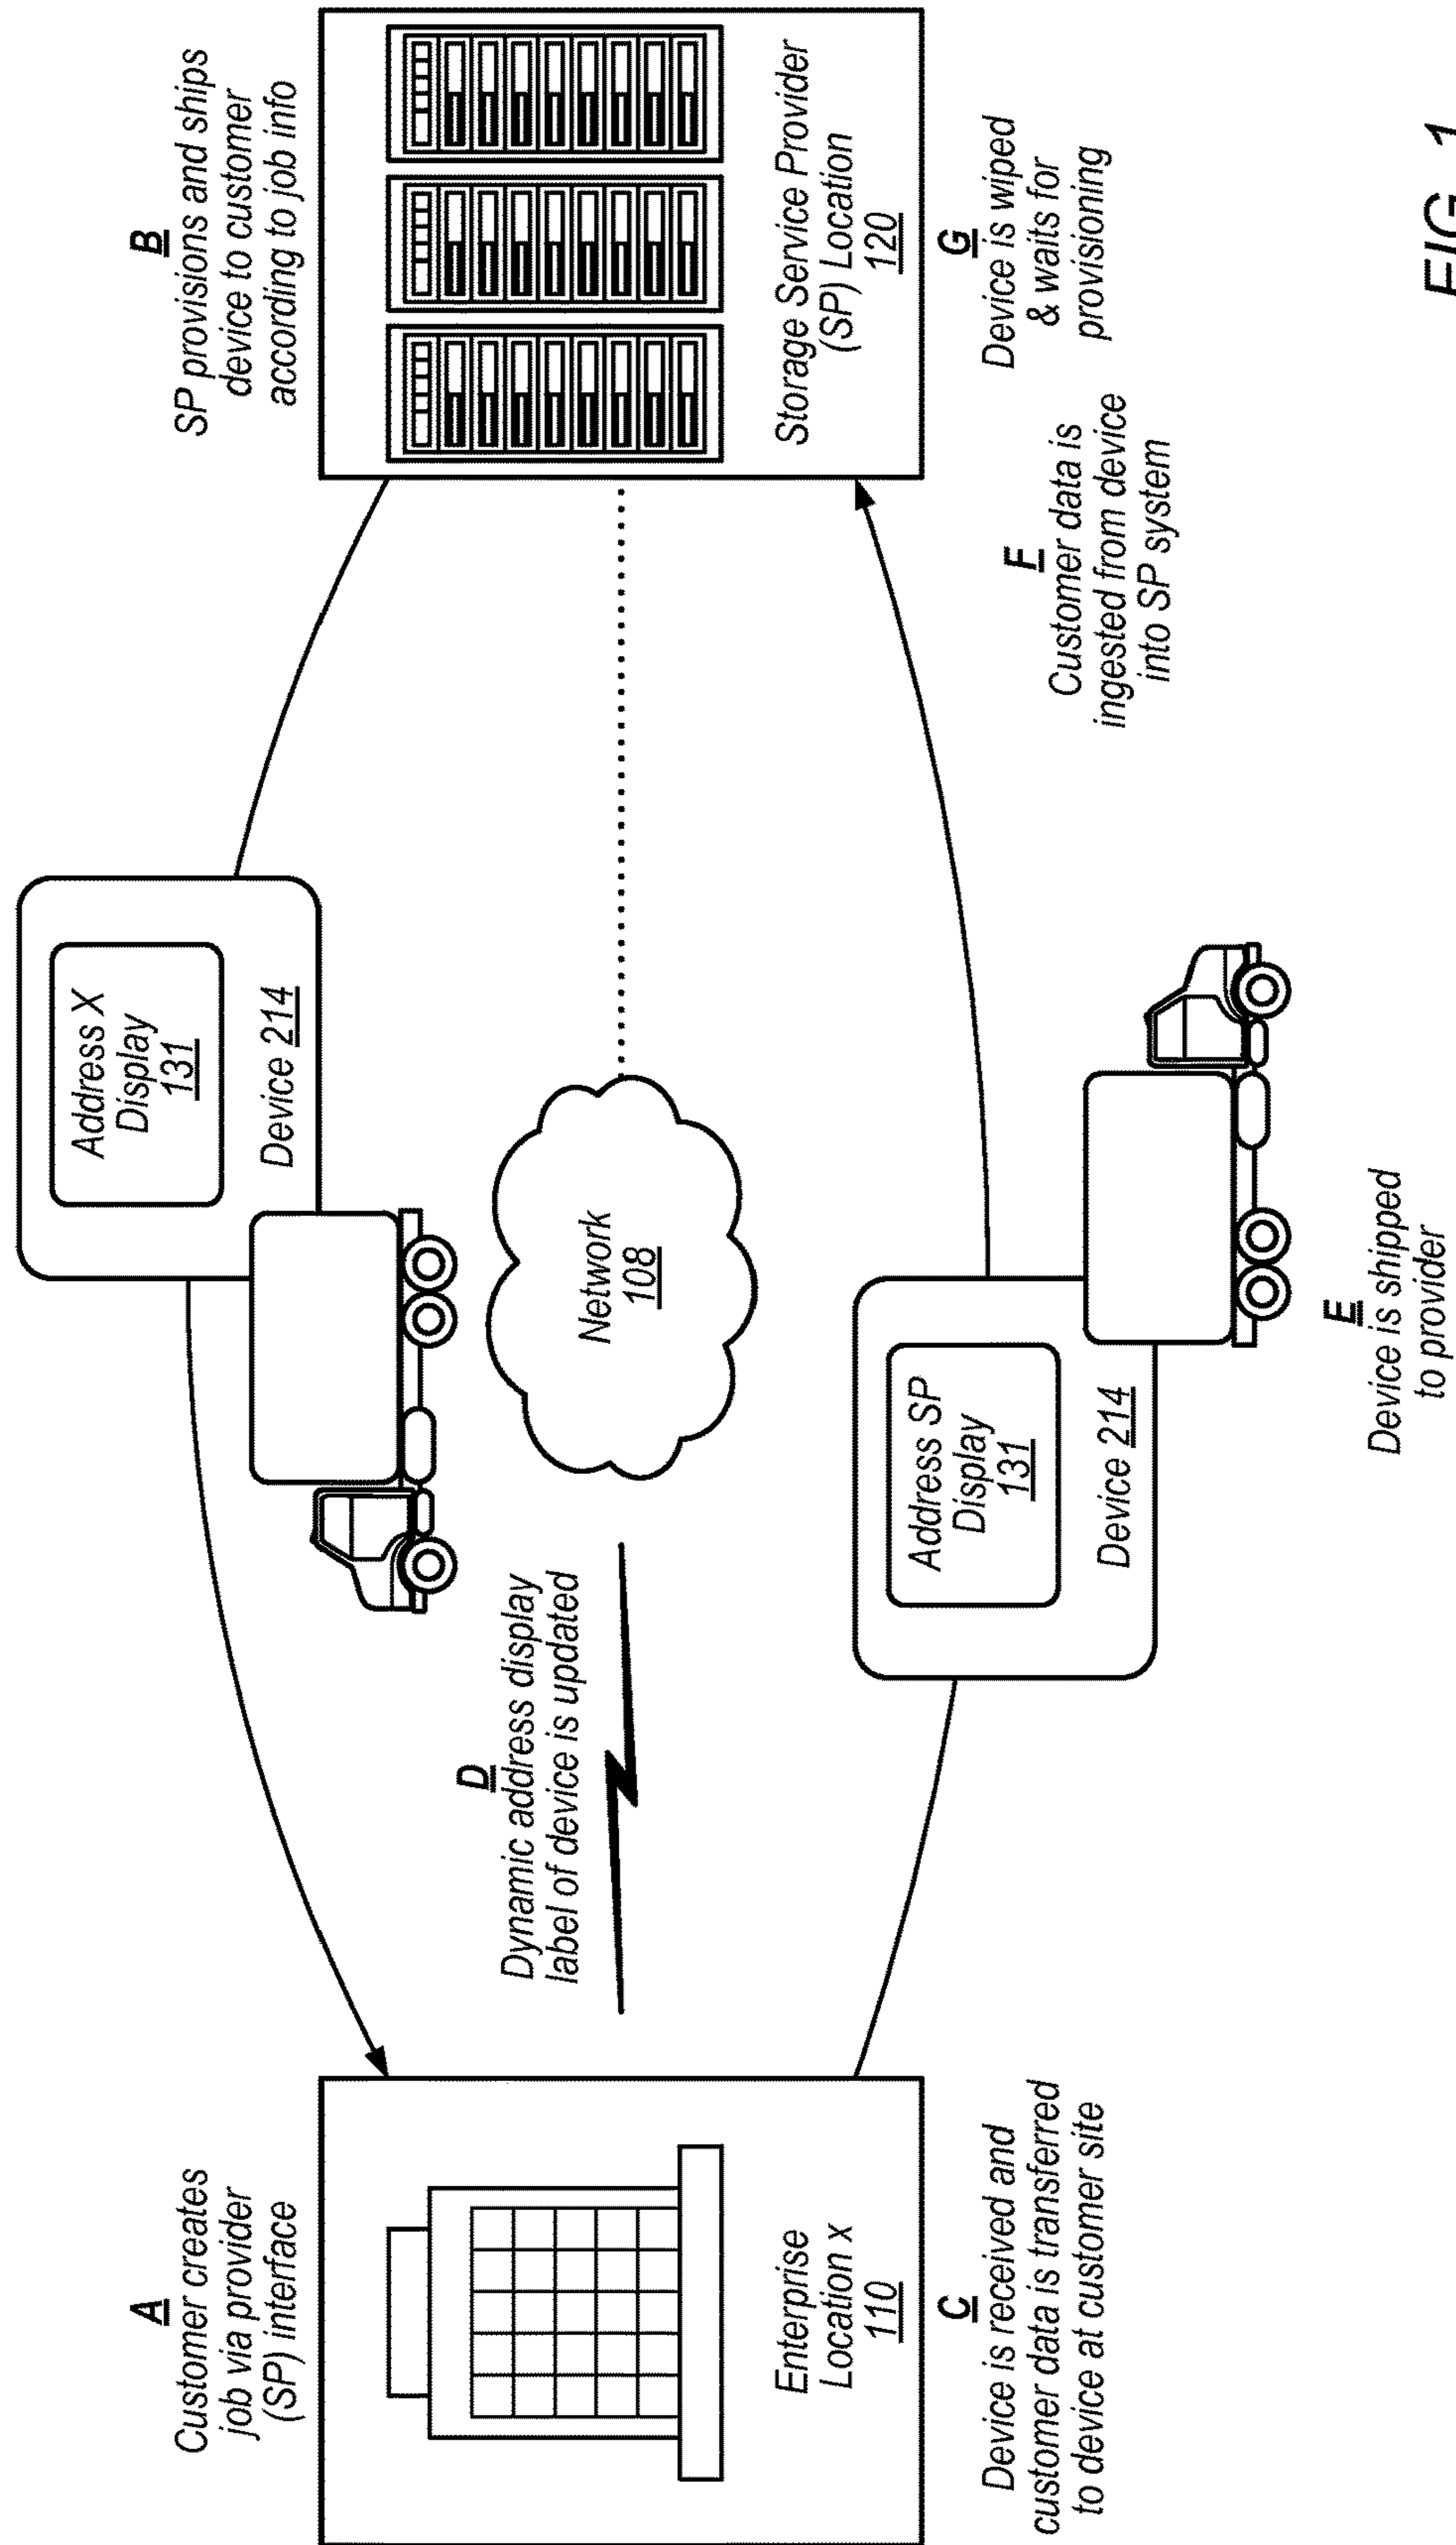 A
Customer creates
job via provider
(SP) interface
B
SP provisions and ships
device to customer
according to job info
Address X
Display
131
Device 214
D
Dynamic address display
label of device is updated
Network
108
Enterprise
Location x
110
Storage Service Provider
(SP) Location
120
Address SP
Display
131
Device 214
C
Device is received and
customer data is transferred
to device at customer site
E
Device is shipped
to provider
F
Customer data is
ingested from device
into SP system
G
Device is wiped
& waits for
provisioning
FIG. 1